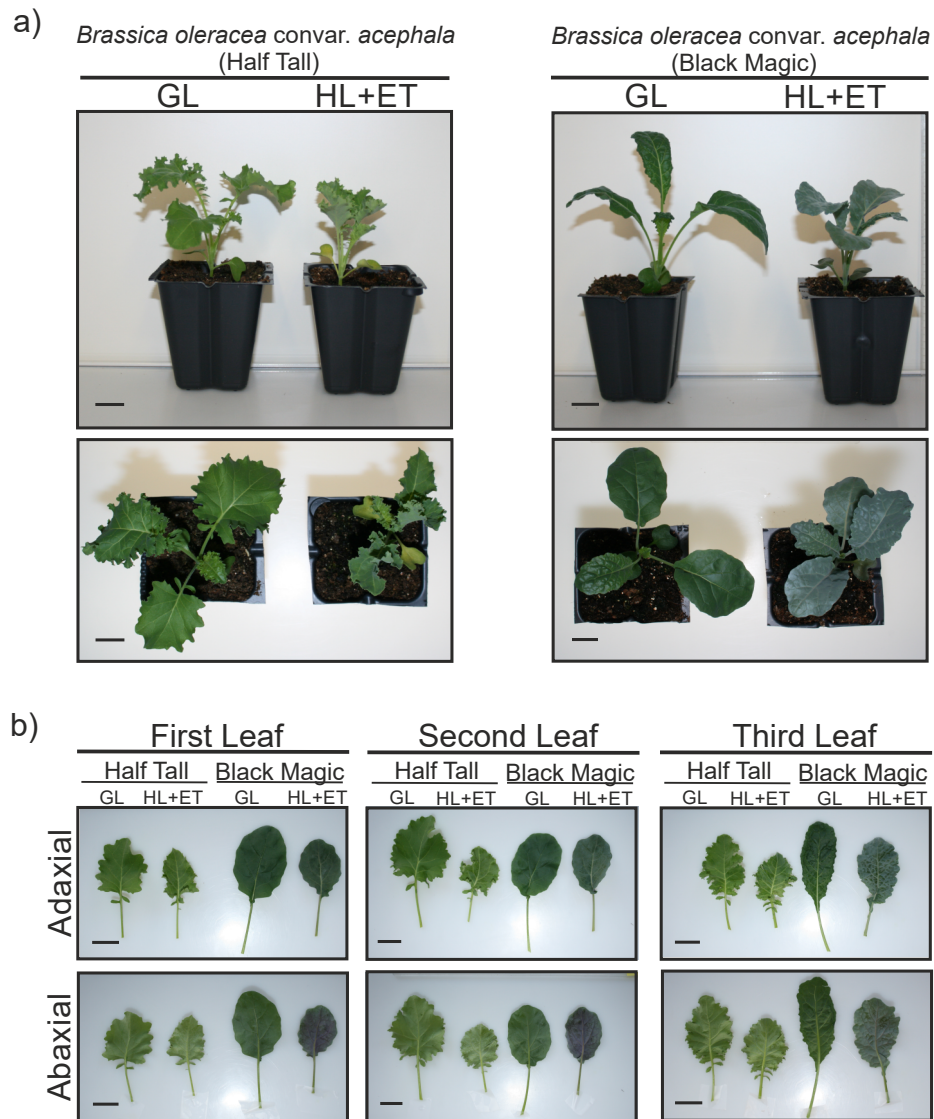 a)
Brassica oleracea convar. acephala
(Half Tall)
GL HL+ET
Brassica oleracea convar. acephala
(Black Magic)
GL HL+ET
b)
First Leaf
Half Tall Black Magic
GL HL+ET GL HL+ET
Second Leaf
Half Tall Black Magic
GL HL+ET GL HL+ET
Third Leaf
Half Tall Black Magic
GL HL+ET GL HL+ET
Adaxial
Abaxial